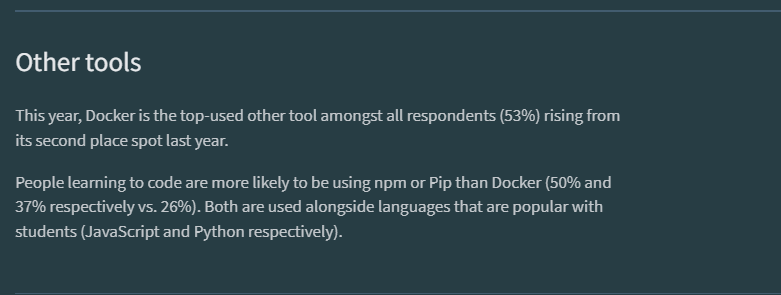 Other tools
This year, Docker is the top-used other tool amongst all respondents (53%) rising from
its second place spot last year.
People learning to code are more likely to be using npm or Pip than Docker (50% and
37% respectively vs. 26%). Both are used alongside languages that are popular with
students (JavaScript and Python respectively).